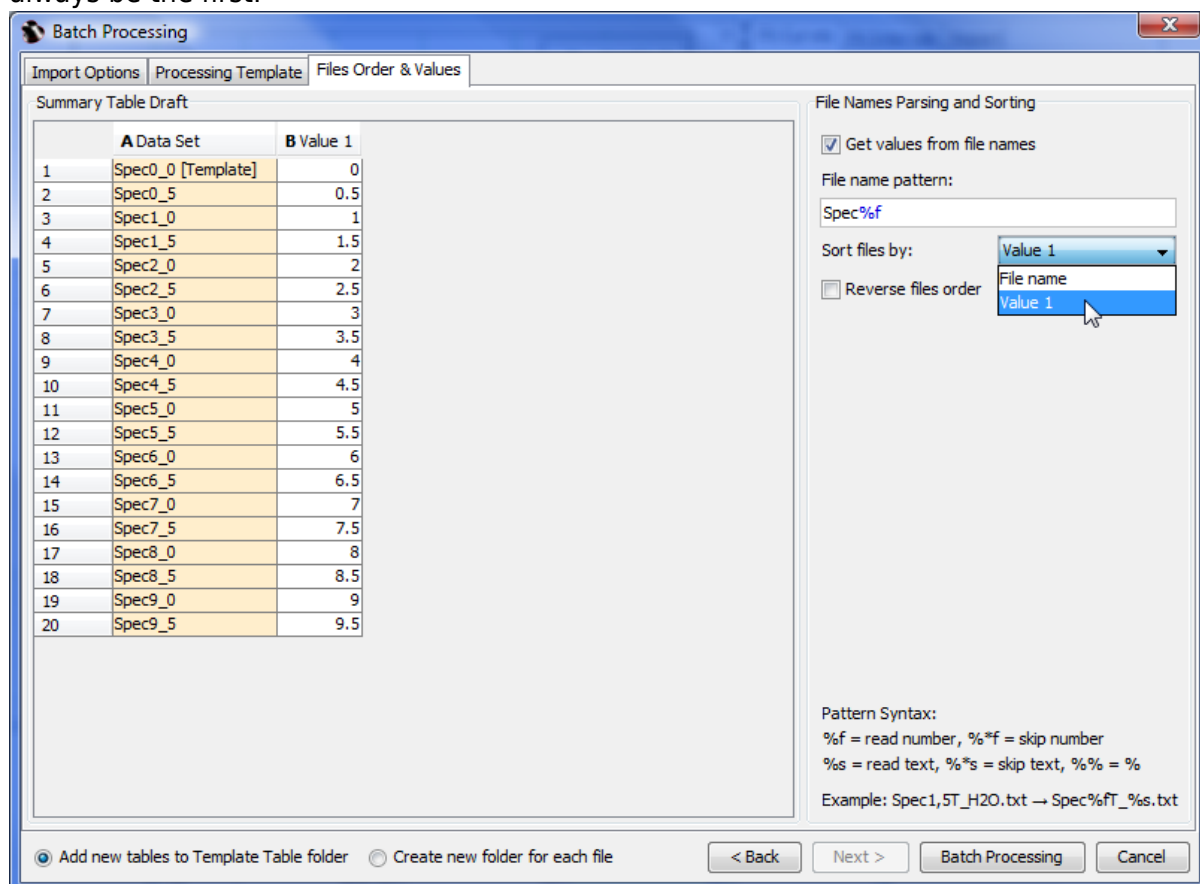 always be the first.
Batch Processing
Import Options Processing Template Files Order & Values
Summary Table Draft
A Data Set B Value 1
1 Spec0_0 [Template] 0
2 Spec0_5 0.5
3 Spec1_0 1
4 Spec1_5 1.5
5 Spec2_0 2
6 Spec2_5 2.5
7 Spec3_0 3
8 Spec3_5 3.5
9 Spec4_0 4
10 Spec4_5 4.5
11 Spec5_0 5
12 Spec5_5 5.5
13 Spec6_0 6
14 Spec6_5 6.5
15 Spec7_0 7
16 Spec7_5 7.5
17 Spec8_0 8
18 Spec8_5 8.5
19 Spec9_0 9
20 Spec9_5 9.5
File Names Parsing and Sorting
Get values from file names
File name pattern:
Spec%f
Sort files by: Value 1
File name
Reverse files order Value 1
Pattern Syntax:
%f = read number, %*f = skip number
%s = read text, %*s = skip text, %% = %
Example: Spec1,5T_H2O.txt → Spec%fT_%s.txt
Add new tables to Template Table folder Create new folder for each file < Back Next > Batch Processing Cancel